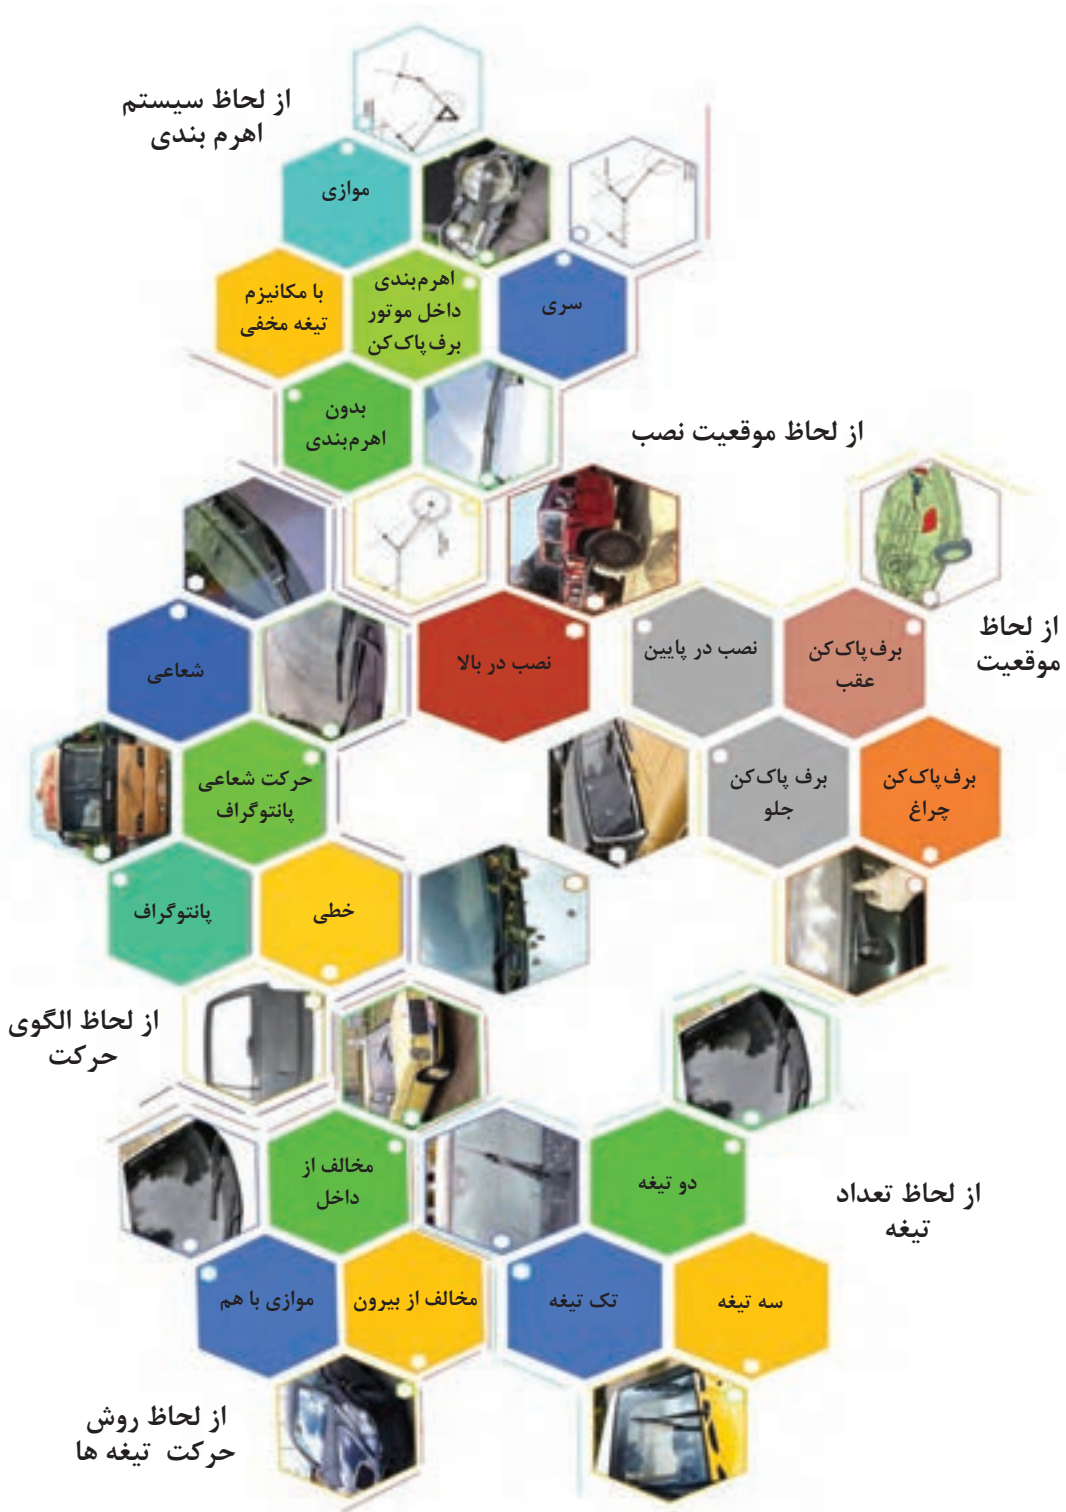 از لحاظ سیستم
اهرم بندی
موازی
با مکانیزم
تیغه مخفی
اهرم‌بندی
داخل موتور
برف‌پاک‌کن
سری
بدون
اهرم‌بندی
از لحاظ موقعیت نصب
نصب در بالا
نصب در پایین
از لحاظ
موقعیت
برف‌پاک‌کن
عقب
برف پاک‌کن
جلو
برف‌پاک‌کن
چراغ
شعاعی
حرکت شعاعی
پانتوگراف
پانتوگراف
خطی
از لحاظ الگوی
حرکت
مخالف از
داخل
موازی با هم
مخالف از بیرون
از لحاظ روش
حرکت تیغه ها
دو تیغه
تک تیغه
سه تیغه
از لحاظ تعداد
تیغه